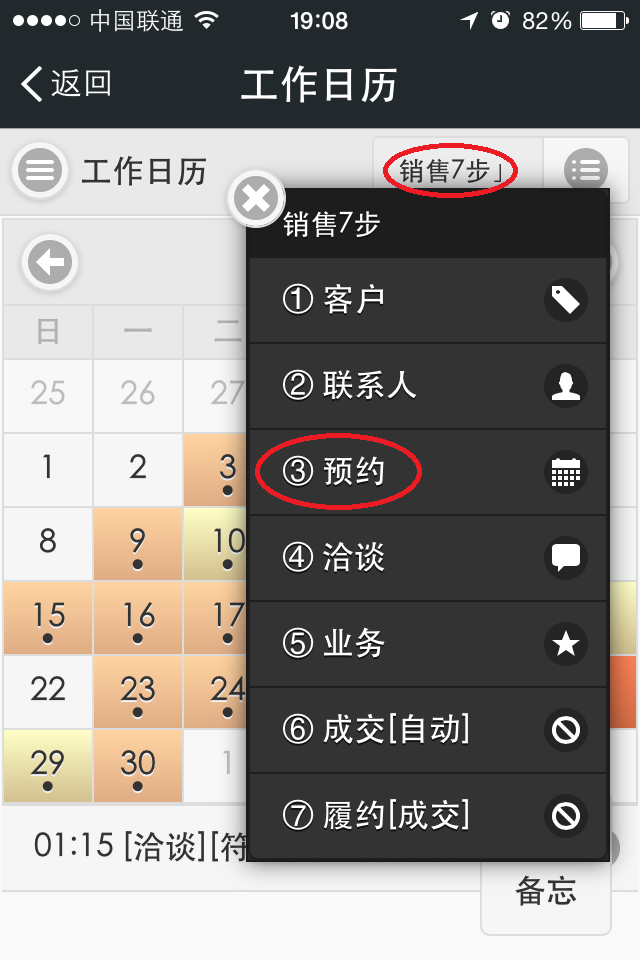 中国联通 19:08 82%
返回 工作日历
工作日历 销售7步」
销售7步
① 客户
② 联系人
③ 预约
④ 洽谈
⑤ 业务
⑥ 成交[自动]
⑦ 履约[成交]
日 一 二
25 26 27
1 2 3
8 9 10
15 16 17
22 23 24
29 30 1
01:15 [洽谈][符
备忘